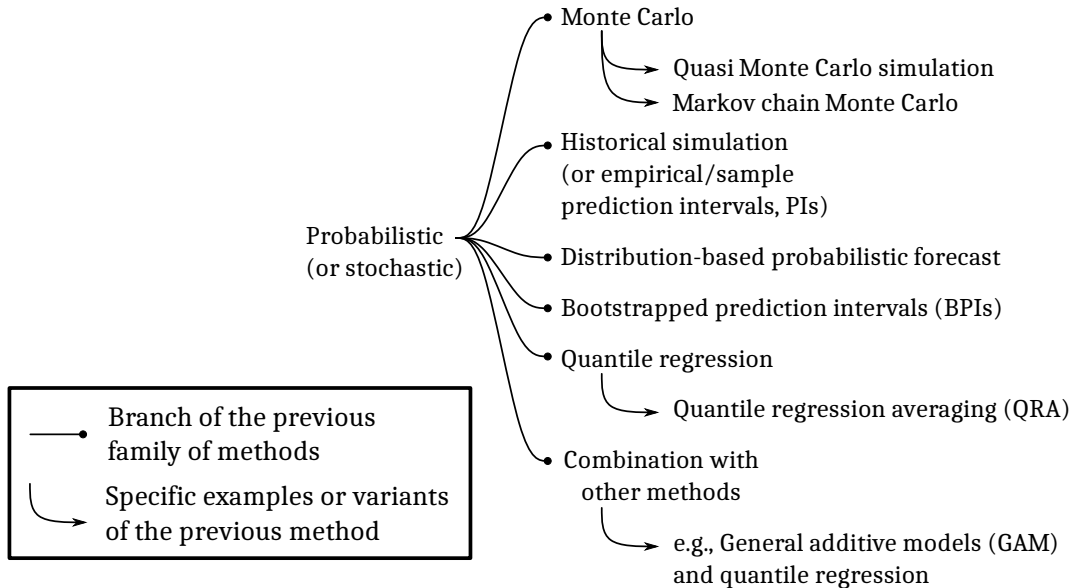 Monte Carlo
Quasi Monte Carlo simulation
Markov chain Monte Carlo
Historical simulation
(or empirical/sample
prediction intervals, PIs)
Probabilistic
(or stochastic)
Distribution-based probabilistic forecast
Bootstrapped prediction intervals (BPIs)
Quantile regression
Quantile regression averaging (QRA)
Combination with
other methods
e.g., General additive models (GAM)
and quantile regression
Branch of the previous
family of methods
Specific examples or variants
of the previous method